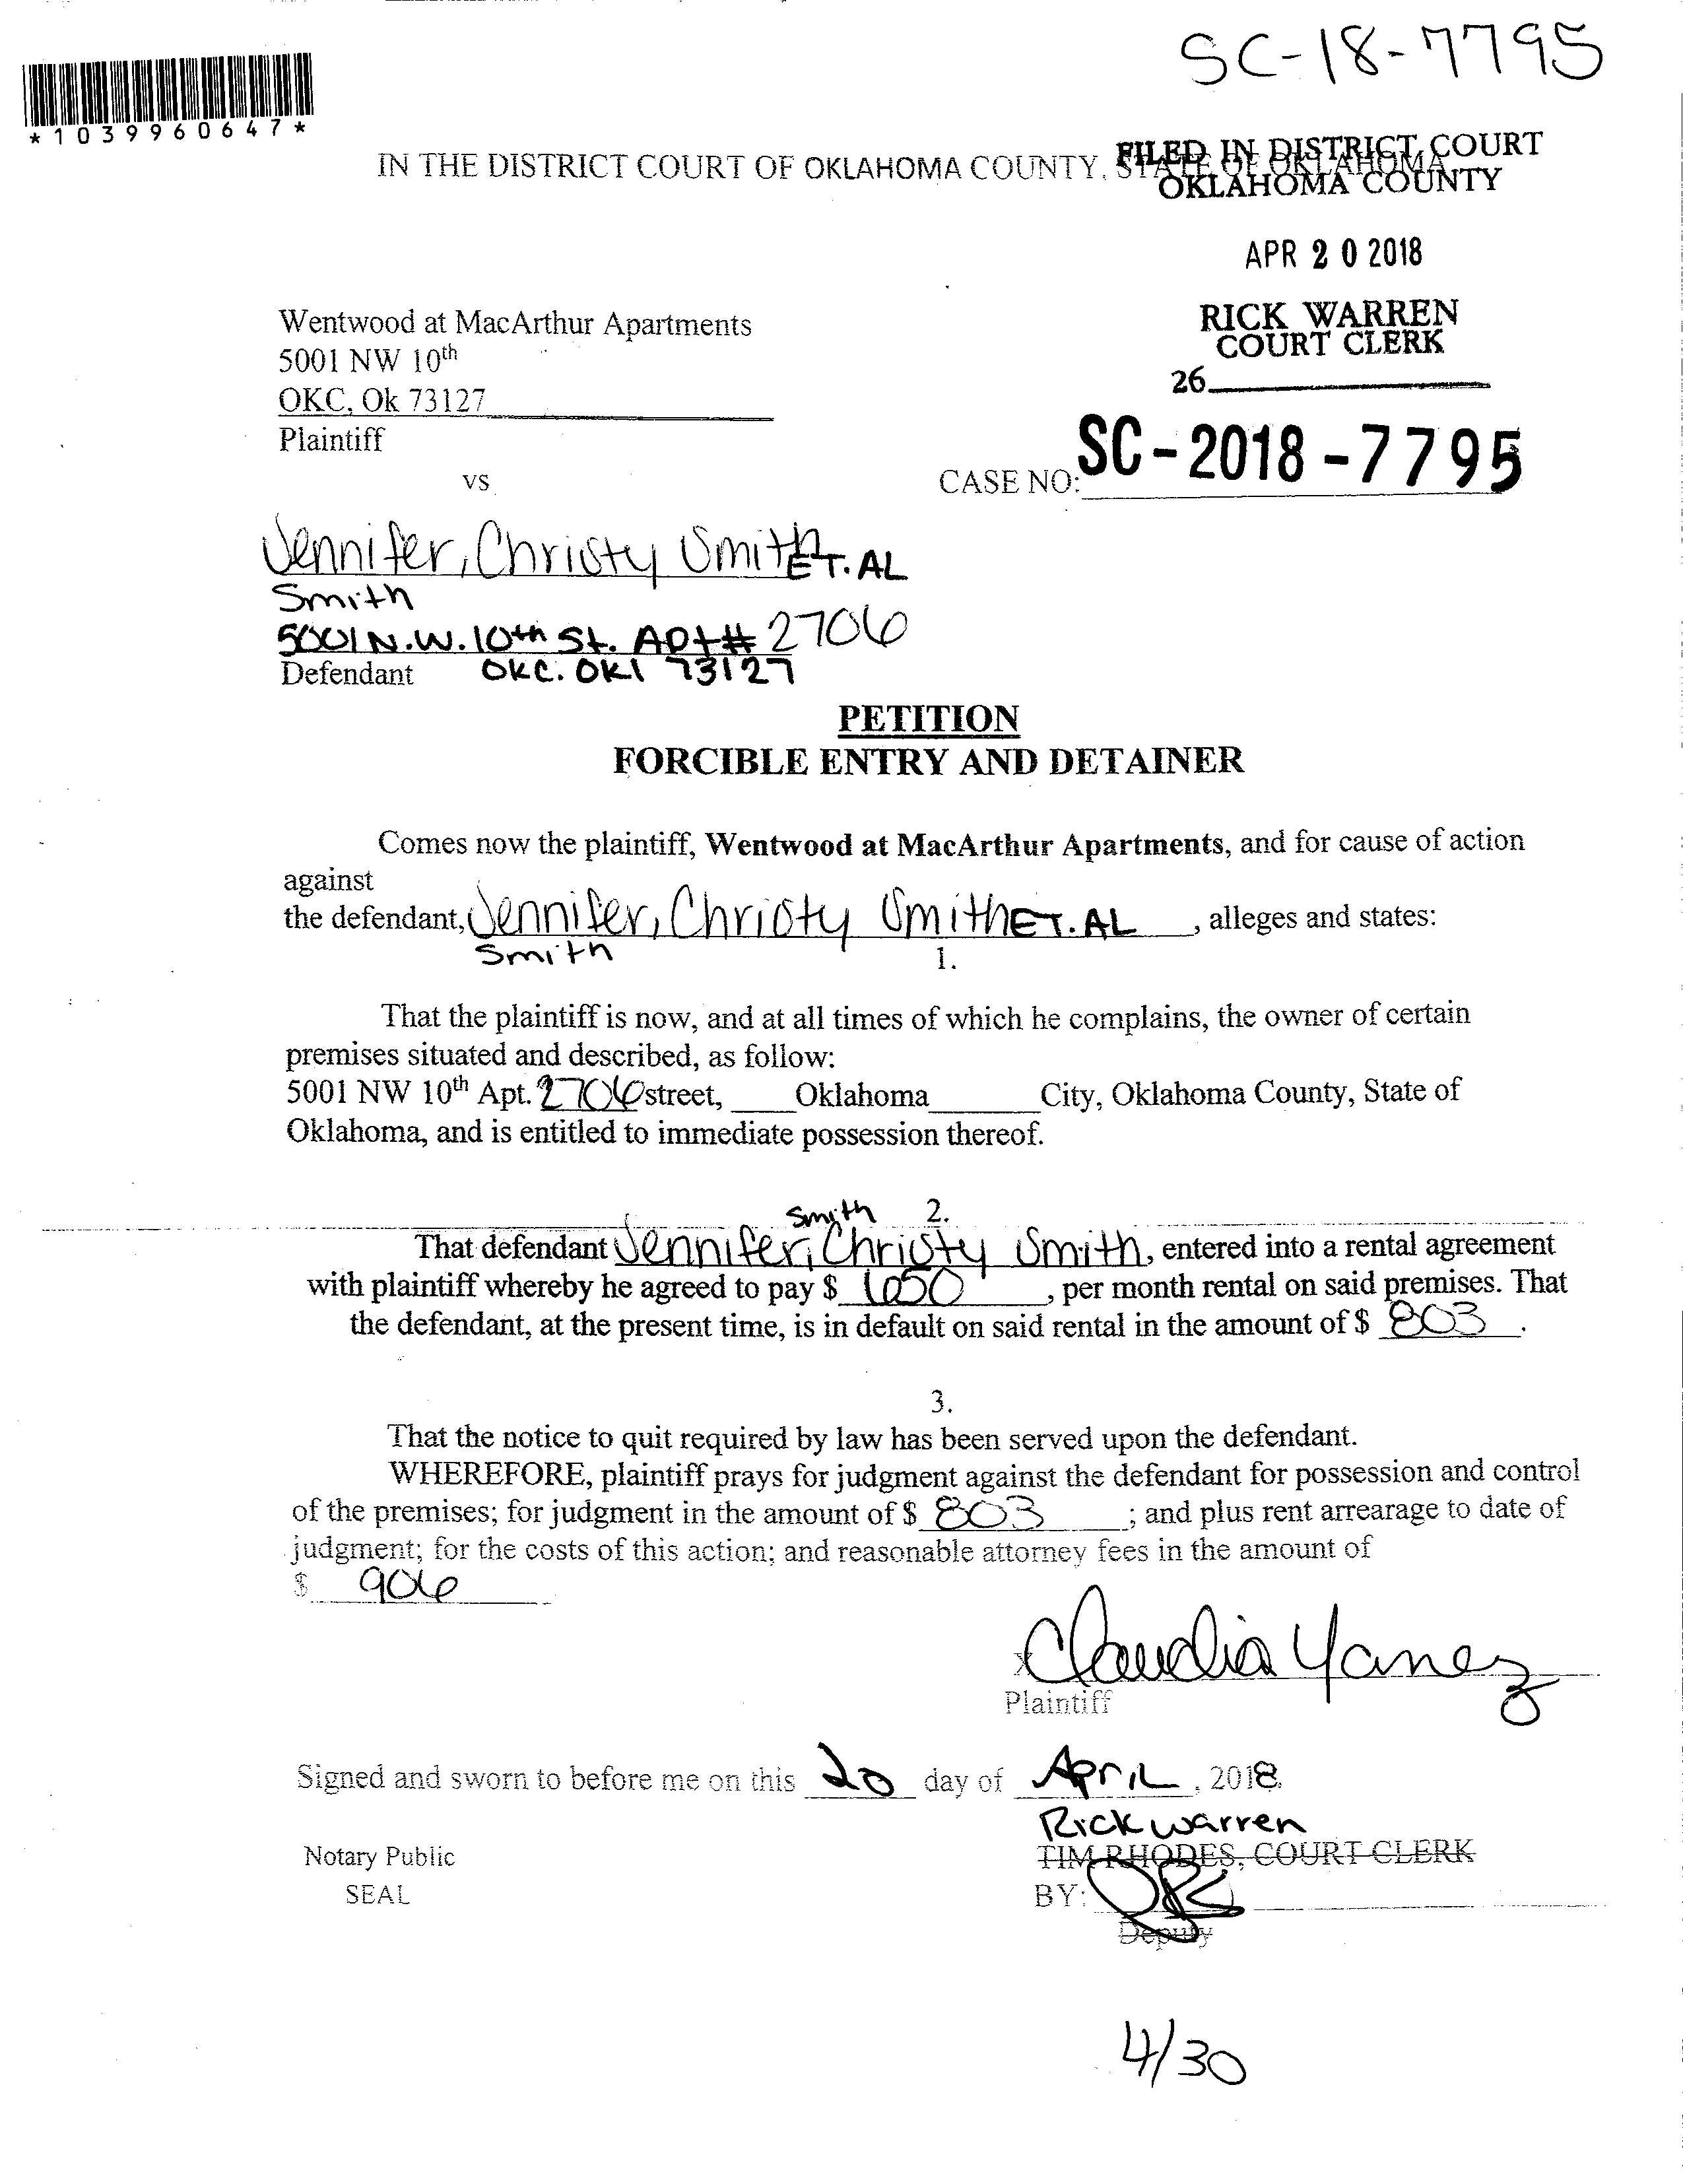 SC-18-7795
*1039960647*
IN THE DISTRICT COURT OF OKLAHOMA COUNTY, STATE OF OKLAHOMA
FILED IN DISTRICT COURT
OKLAHOMA COUNTY
APR 20 2018
RICK WARREN
COURT CLERK
26
Wentwood at MacArthur Apartments
5001 NW 10th
OKC, Ok 73127
Plaintiff
vs
CASE NO: SC-2018-7795
Jennifer, Christy Smith ET. AL
Smith
5001 N.W. 10th St. Apt# 2706
Defendant OKC. OKl 73127
PETITION
FORCIBLE ENTRY AND DETAINER
Comes now the plaintiff, Wentwood at MacArthur Apartments, and for cause of action
against
the defendant, Jennifer, Christy Smith ET. AL, alleges and states:
Smith
1.
That the plaintiff is now, and at all times of which he complains, the owner of certain
premises situated and described, as follow:
5001 NW 10th Apt. 2706 street, Oklahoma City, Oklahoma County, State of
Oklahoma, and is entitled to immediate possession thereof.
Smith 2.
That defendant Jennifer, Christy Smith, entered into a rental agreement
with plaintiff whereby he agreed to pay $ , per month rental on said premises. That
the defendant, at the present time, is in default on said rental in the amount of $ 803.
3.
That the notice to quit required by law has been served upon the defendant.
WHEREFORE, plaintiff prays for judgment against the defendant for possession and control
of the premises; for judgment in the amount of $ 803 ; and plus rent arrearage to date of
judgment; for the costs of this action; and reasonable attorney fees in the amount of
$ 906
Claudia Yanez
Plaintiff
Signed and sworn to before me on this 20 day of April, 2018.
Rick warren
TIM RHODES, COURT CLERK
Notary Public
SEAL
BY:
Deputy
4/30